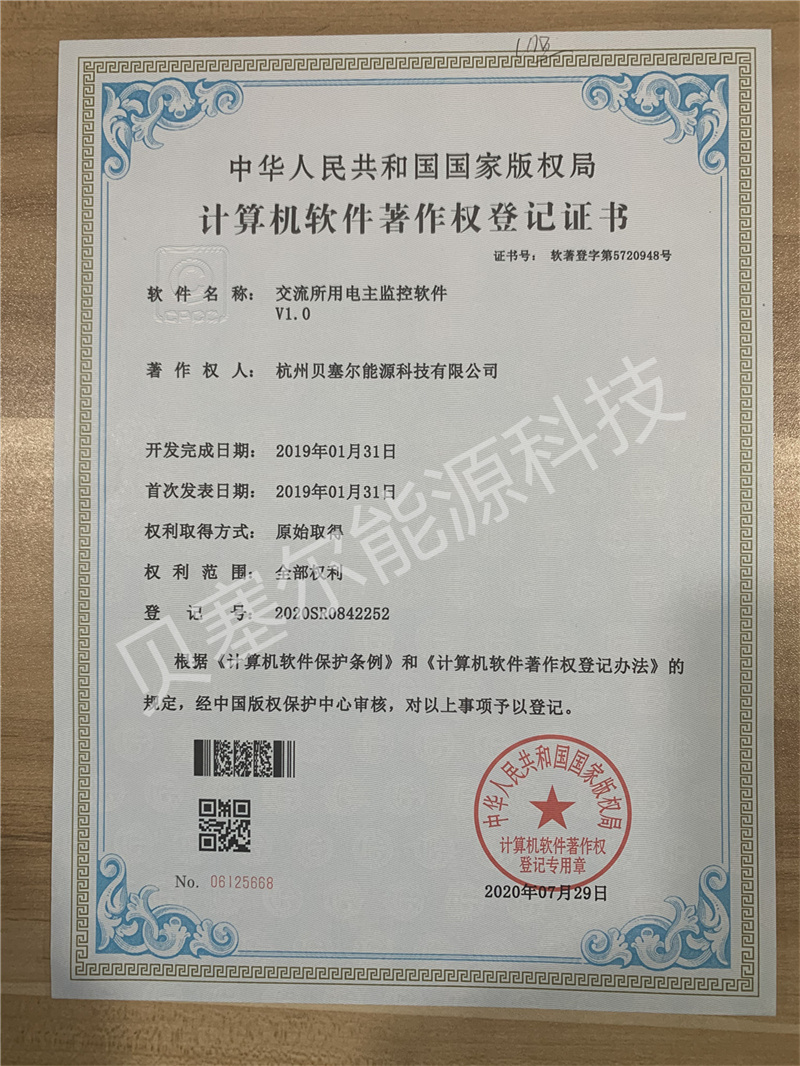 中华人民共和国国家版权局
计算机软件著作权登记证书
证书号： 软著登字第5720948号
软件名称： 交流所用电主监控软件
V1.0
著作权人： 杭州贝塞尔能源科技有限公司
开发完成日期： 2019年01月31日
首次发表日期： 2019年01月31日
权利取得方式： 原始取得
权利范围： 全部权利
登记号： 2020SR0842252
根据《计算机软件保护条例》和《计算机软件著作权登记办法》的
规定，经中国版权保护中心审核，对以上事项予以登记。
贝塞尔能源科技
中华人民共和国国家版权局
计算机软件著作权
登记专用章
No. 06125668
2020年07月29日
CPCC